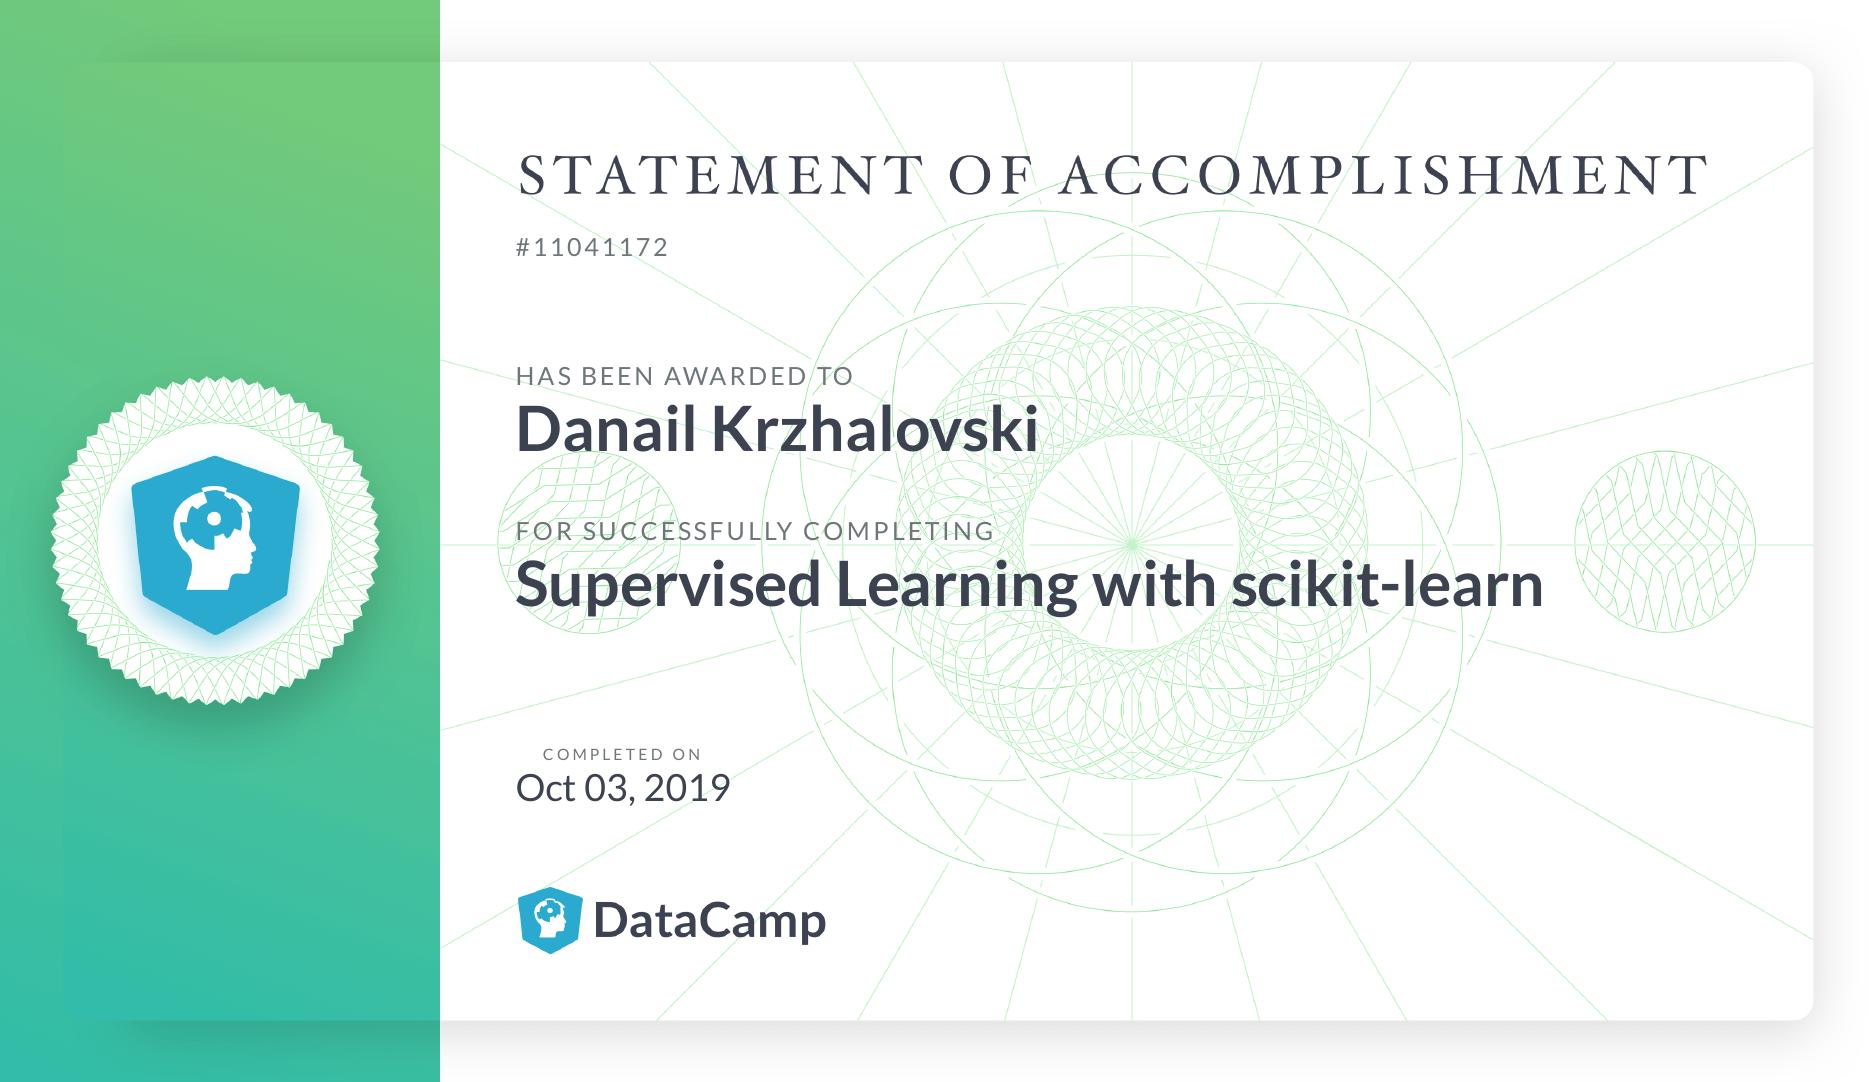 STATEMENT OF ACCOMPLISHMENT
#11041172
HAS BEEN AWARDED TO
Danail Krzhalovski
FOR SUCCESSFULLY COMPLETING
Supervised Learning with scikit-learn
COMPLETED ON
Oct 03, 2019
DataCamp